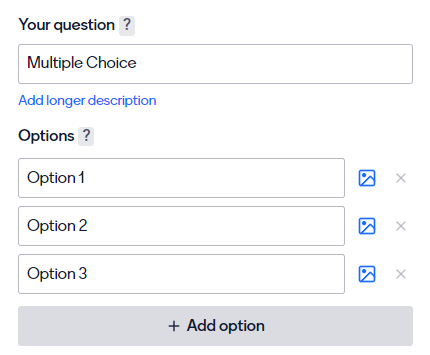 Your question ?
Multiple Choice
Add longer description
Options ?
Option 1
Option 2
Option 3
+ Add option